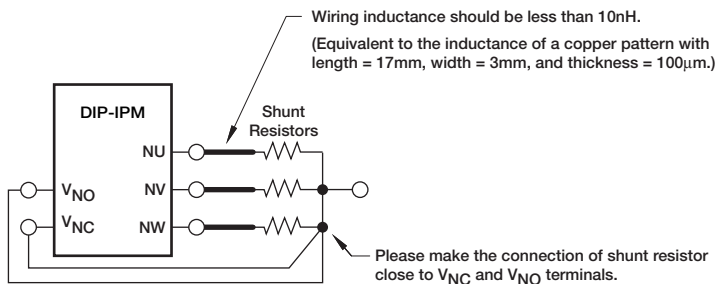 Wiring inductance should be less than 10nH.
(Equivalent to the inductance of a copper pattern with
length = 17mm, width = 3mm, and thickness = 100μm.)
DIP-IPM
Shunt
Resistors
NU
VNO
NV
VNC
NW
Please make the connection of shunt resistor
close to VNC and VNO terminals.